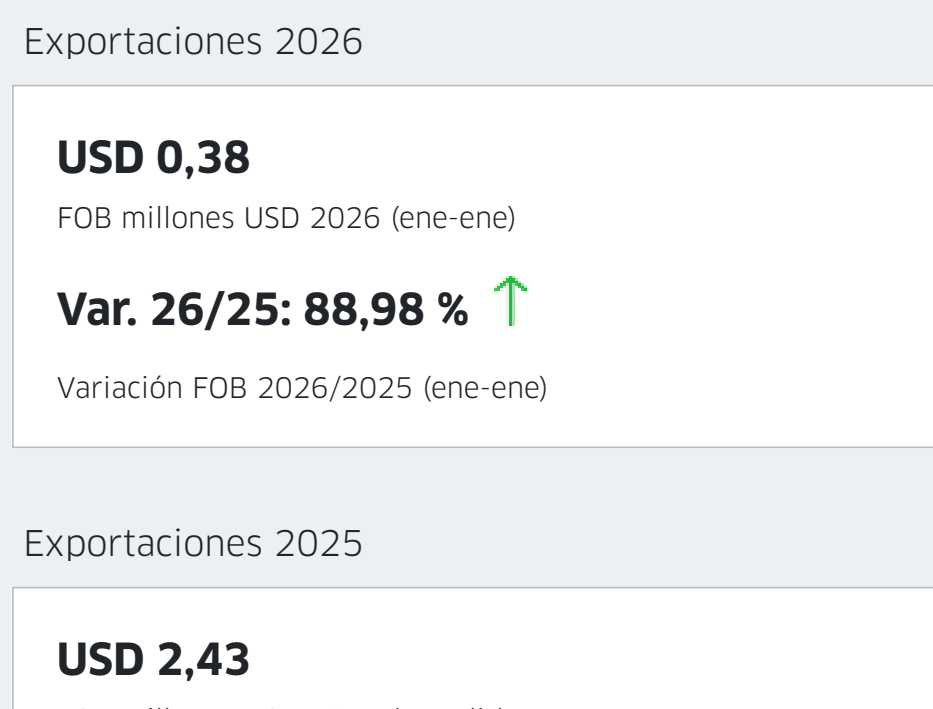 Exportaciones 2026
USD 0,38
FOB millones USD 2026 (ene-ene)
Var. 26/25: 88,98 %
Variación FOB 2026/2025 (ene-ene)
Exportaciones 2025
USD 2,43